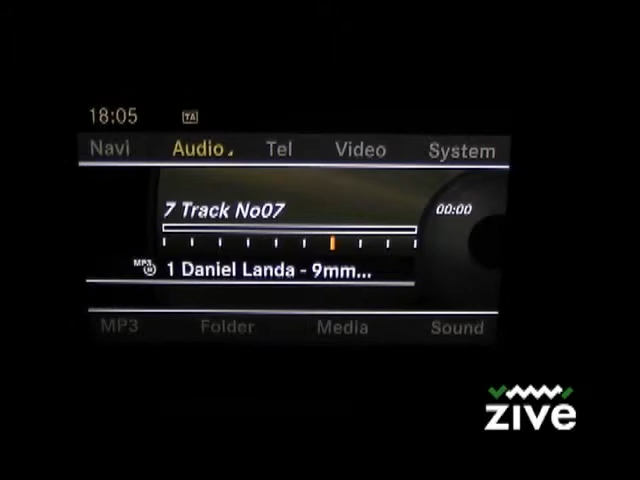 18:05 TA
Navi Audio Tel Video System
7 Track No07 00:00
MP3 1 Daniel Landa - 9mm...
MP3 Folder Media Sound
zive